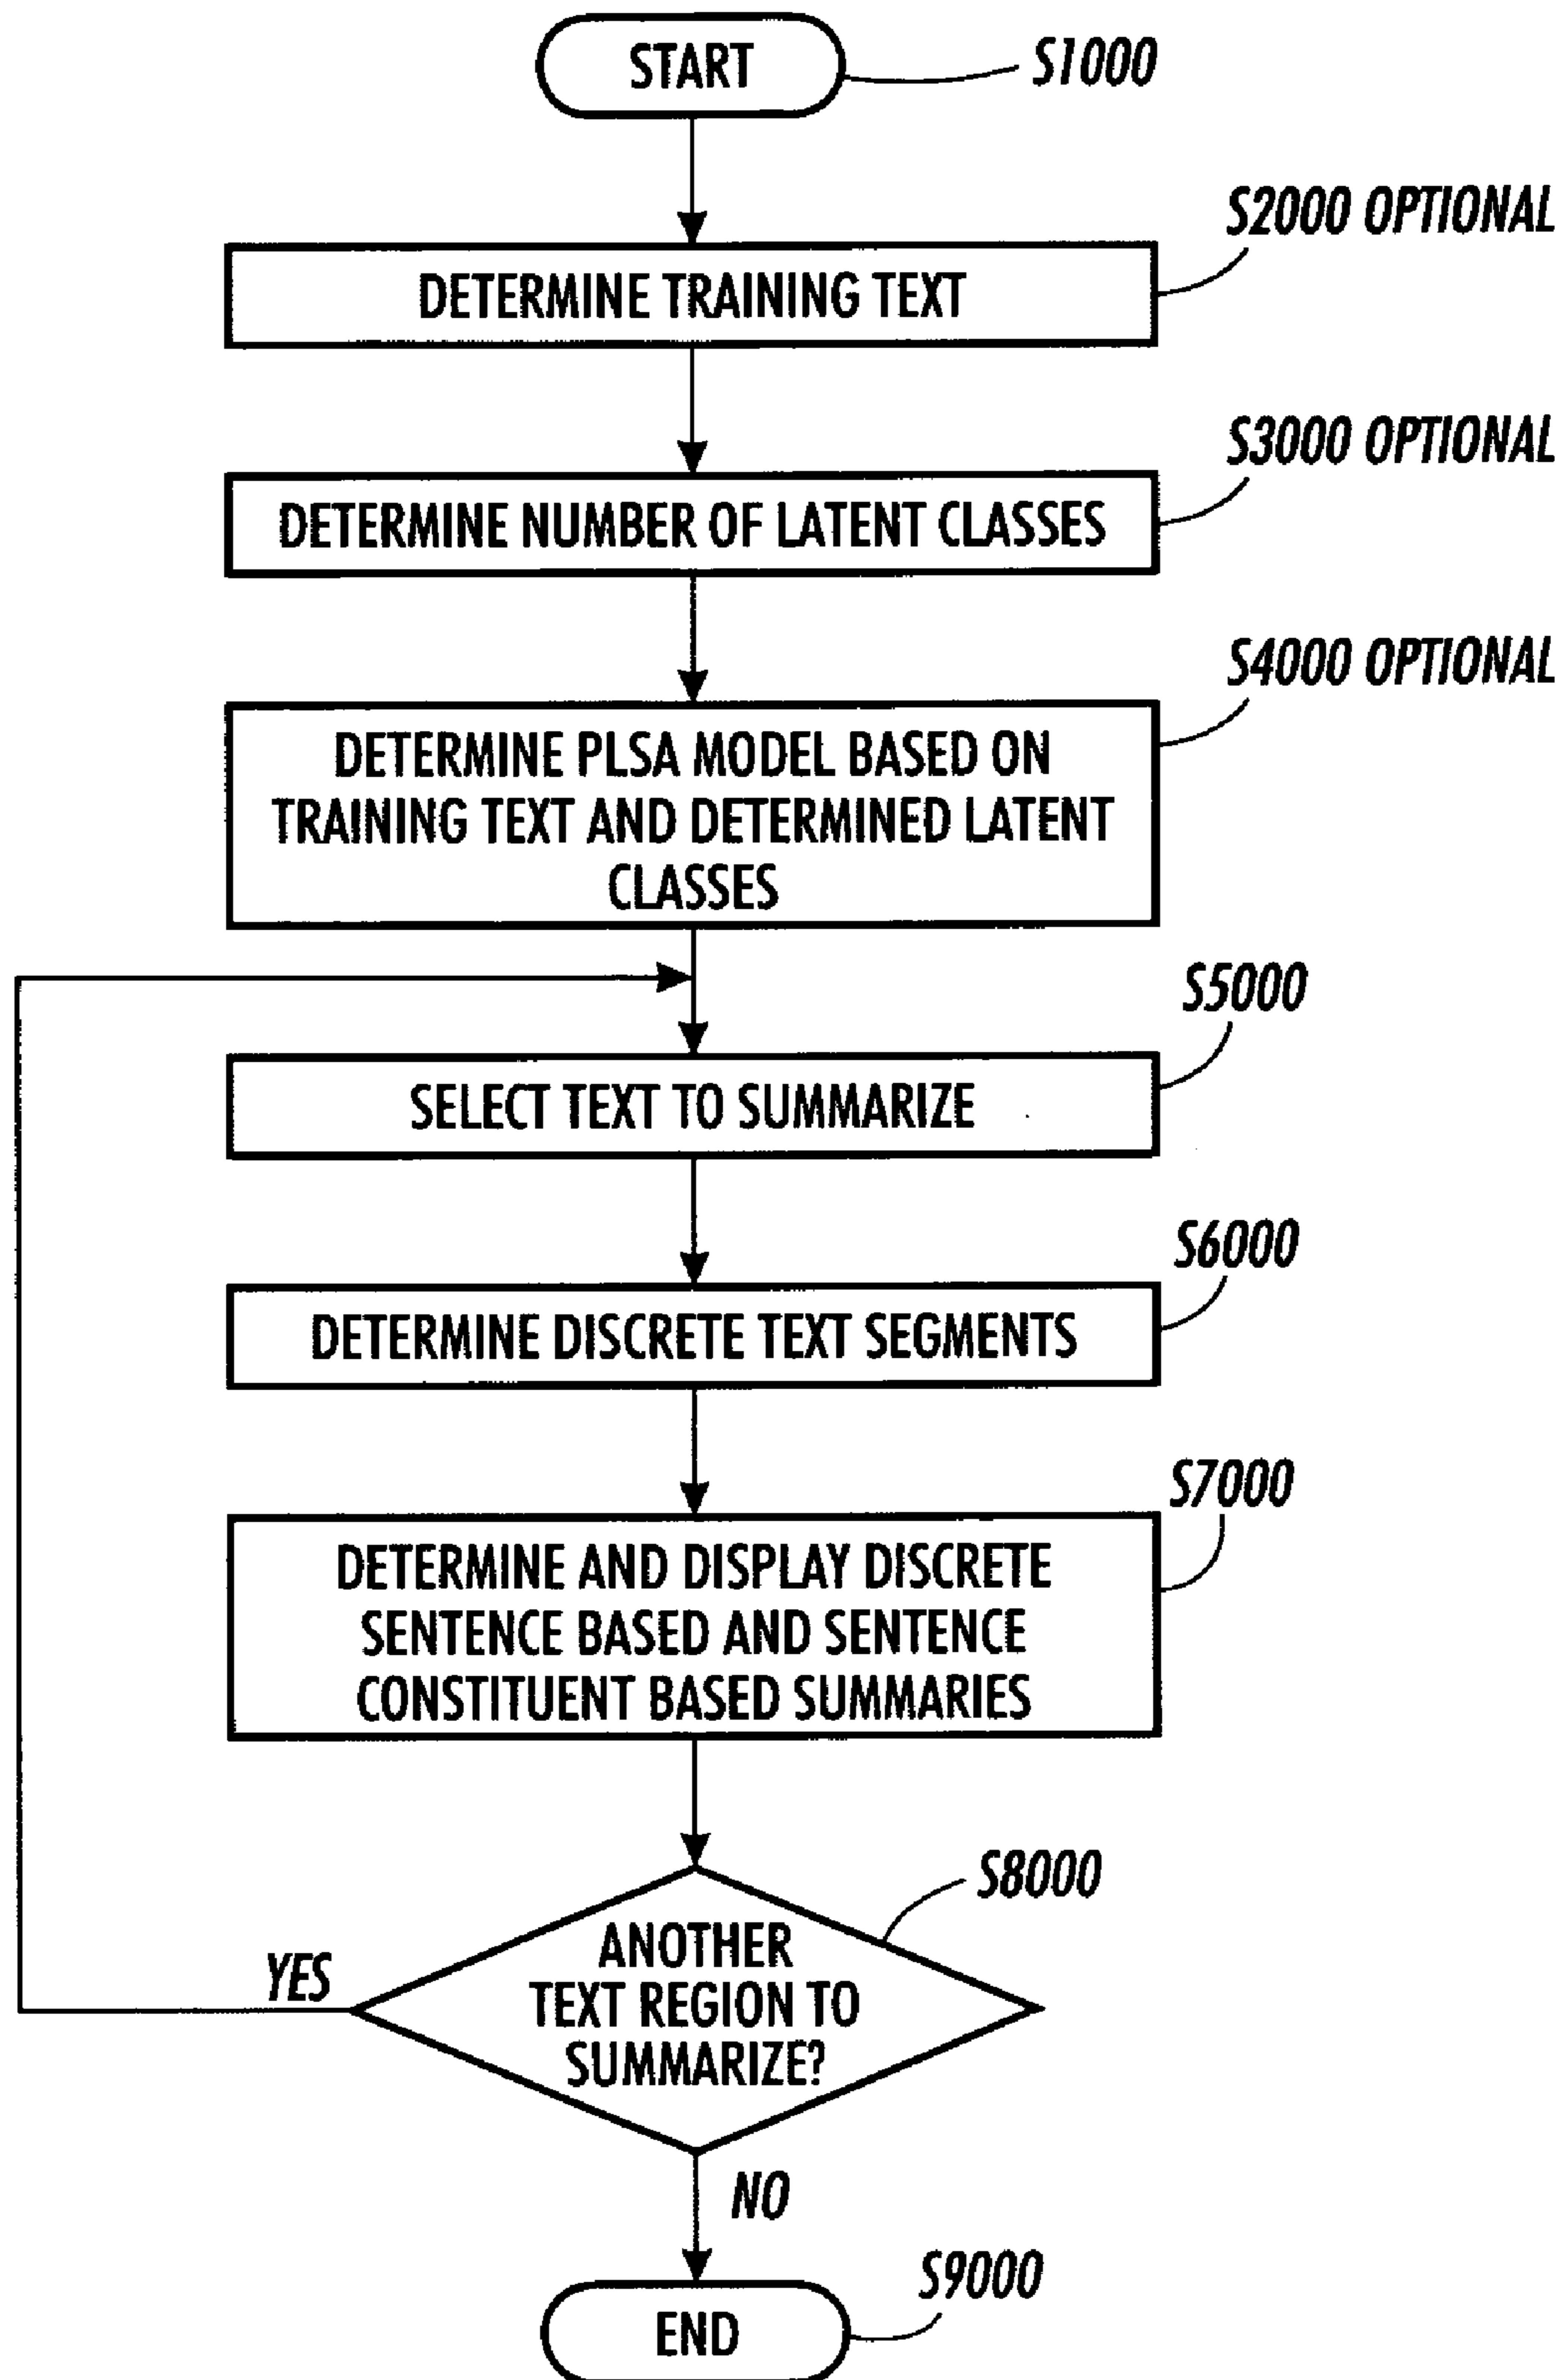 START
S1000
S2000 OPTIONAL
DETERMINE TRAINING TEXT
S3000 OPTIONAL
DETERMINE NUMBER OF LATENT CLASSES
S4000 OPTIONAL
DETERMINE PLSA MODEL BASED ON
TRAINING TEXT AND DETERMINED LATENT
CLASSES
S5000
SELECT TEXT TO SUMMARIZE
S6000
DETERMINE DISCRETE TEXT SEGMENTS
S7000
DETERMINE AND DISPLAY DISCRETE
SENTENCE BASED AND SENTENCE
CONSTITUENT BASED SUMMARIES
S8000
ANOTHER
TEXT REGION TO
SUMMARIZE?
YES
NO
S9000
END